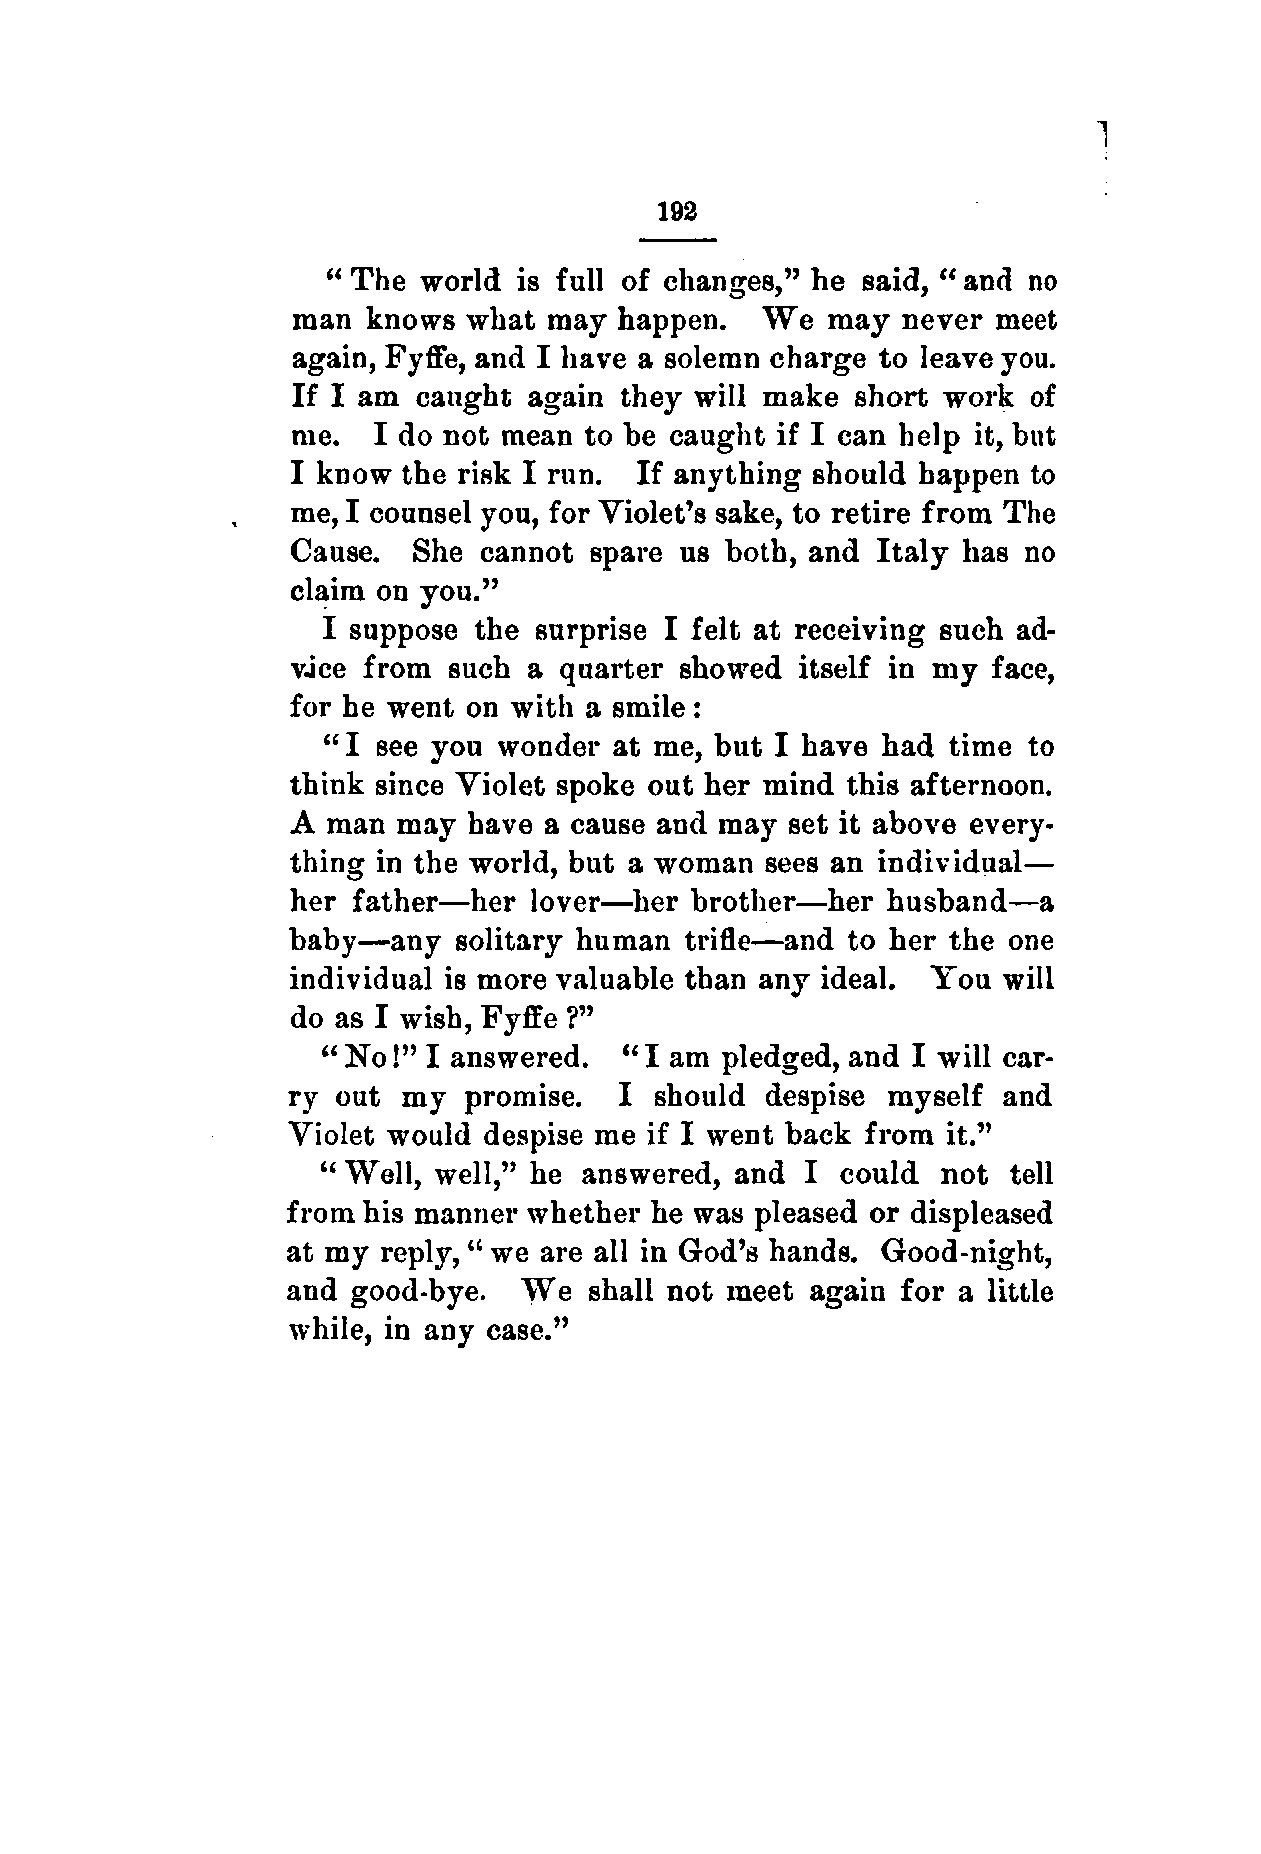 192
“ The world is full of changes,” he said, “ and no
man knows what may happen. We may never meet
again, Fyffe, and I have a solemn charge to leave you.
If I am caught again they will make short work of
me. I do not mean to be caught if I can help it, but
I know the risk I run. If anything should happen to
me, I counsel you, for Violet’s sake, to retire from The
Cause. She cannot spare us both, and Italy has no
claim on you.”
I suppose the surprise I felt at receiving such ad-
vice from such a quarter showed itself in my face,
for he went on with a smile :
“ I see you wonder at me, but I have had time to
think since Violet spoke out her mind this afternoon.
A man may have a cause and may set it above every-
thing in the world, but a woman sees an individual—
her father—her lover—her brother—her husband—a
baby—any solitary human trifle—and to her the one
individual is more valuable than any ideal. You will
do as I wish, Fyffe ?”
“ No !” I answered. “ I am pledged, and I will car-
ry out my promise. I should despise myself and
Violet would despise me if I went back from it.”
“ Well, well,” he answered, and I could not tell
from his manner whether he was pleased or displeased
at my reply, “ we are all in God’s hands. Good-night,
and good-bye. We shall not meet again for a little
while, in any case.”